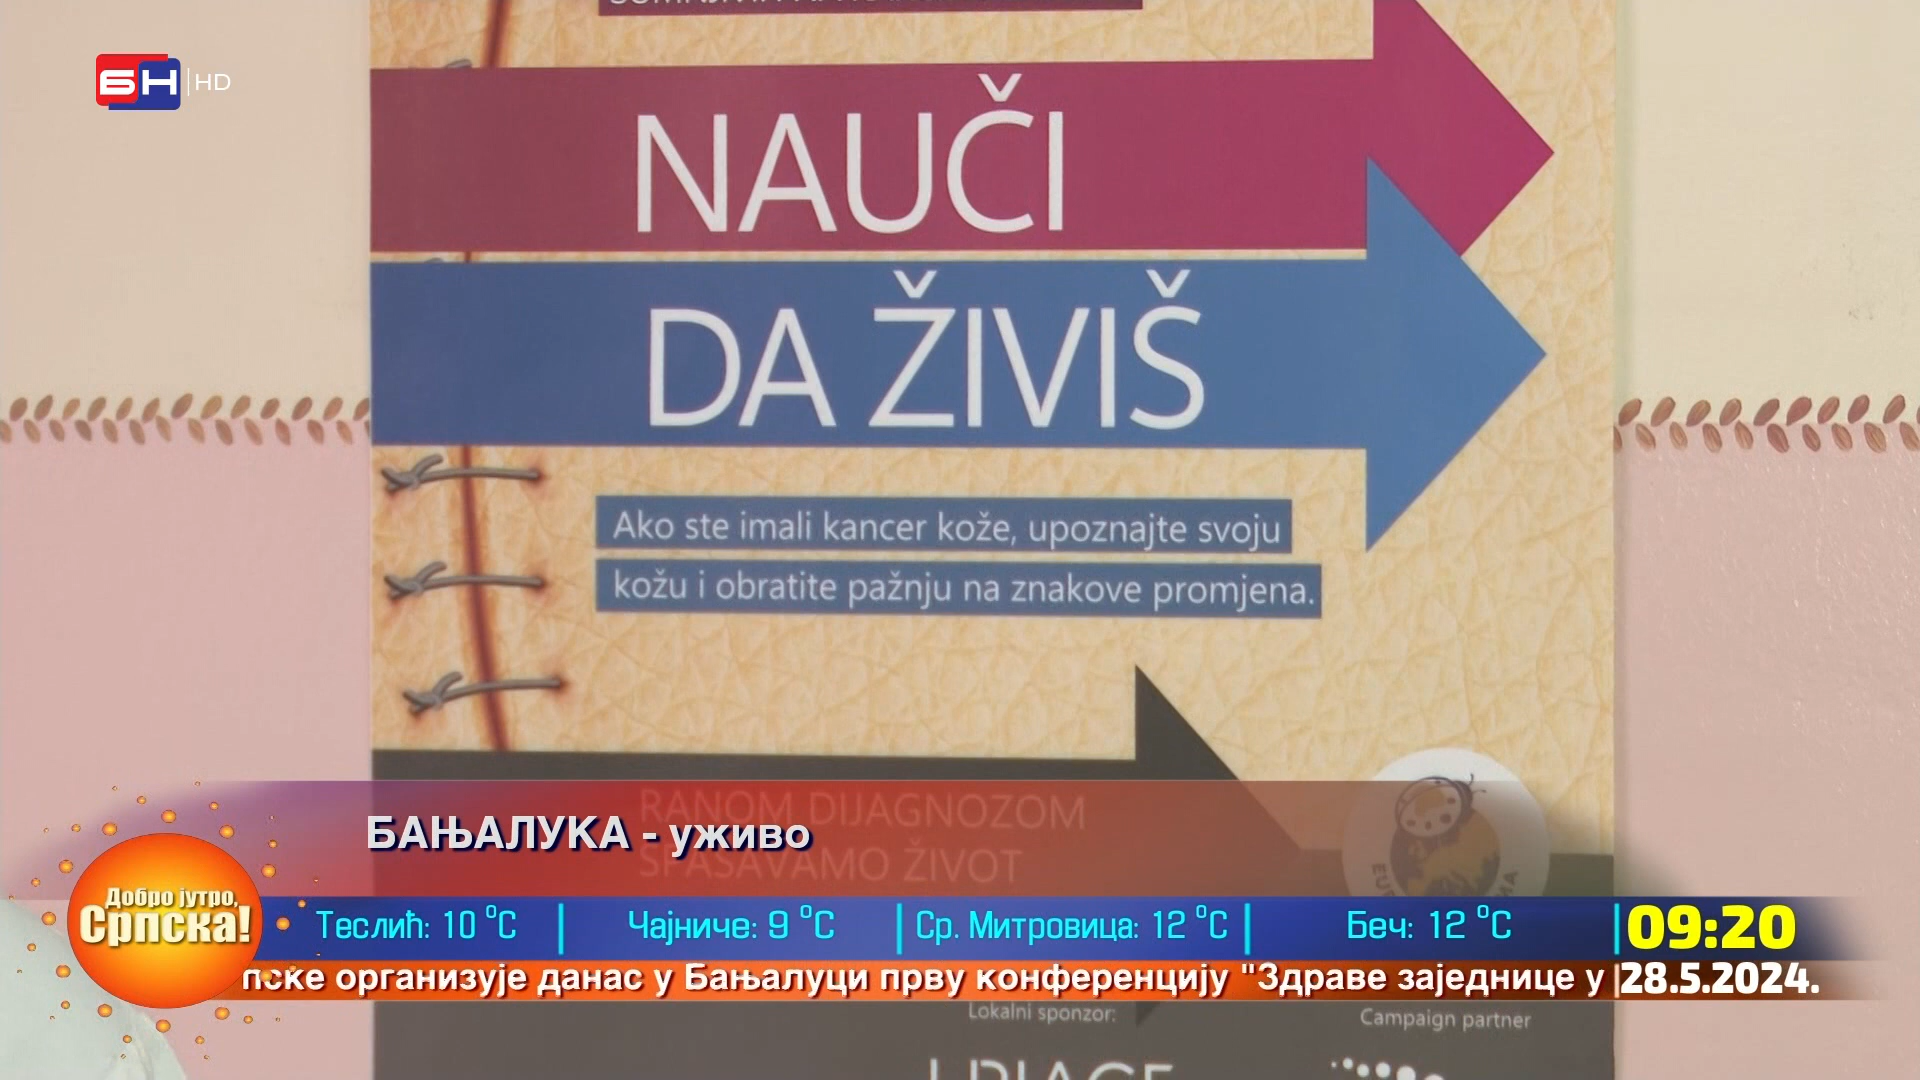 БН HD
NAUČI
DA ŽIVIŠ
Ako ste imali kancer kože, upoznajte svoju
kožu i obratite pažnju na znakove promjena.
RANOM DIJAGNOZOM
SPASAVAMO ŽIVOT
БАЊАЛУКА - уживо
Добро јутро,
Српска!
Теслић: 10 °C | Чајниче: 9 °C | Ср. Митровица: 12 °C | Беч: 12 °C | 09:20
пске организује данас у Бањалуци прву конференцију "Здраве заједнице у 28.5.2024.
Lokalni sponzor:
Campaign partner